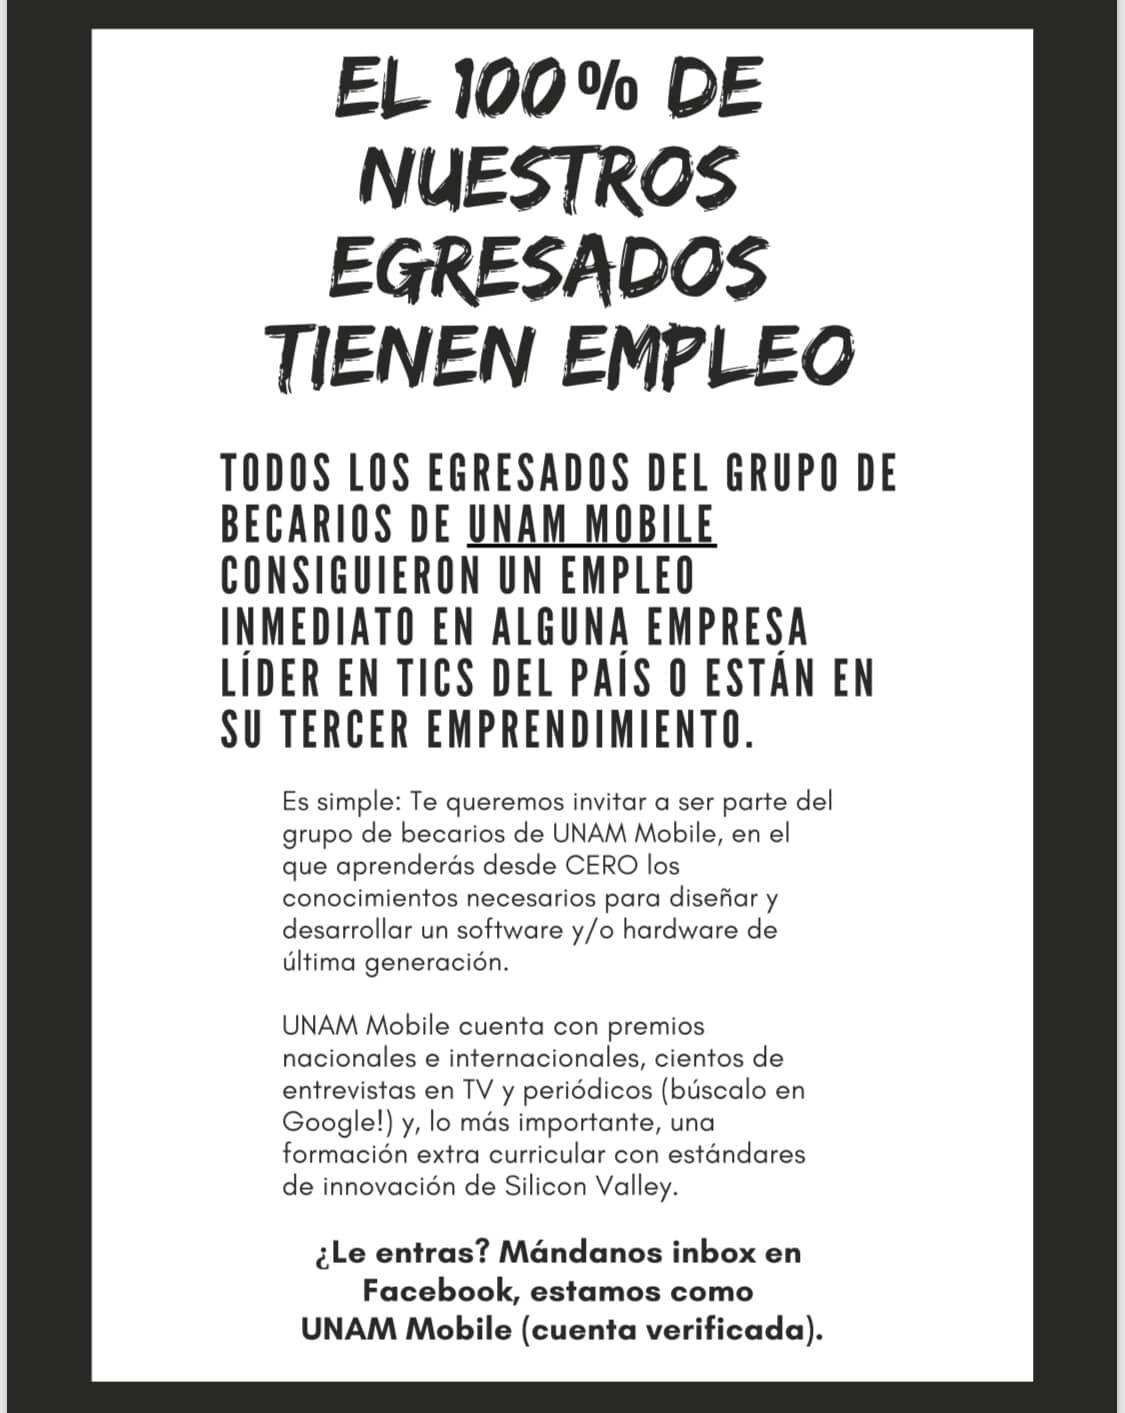 EL 100% DE
NUESTROS
EGRESADOS
TIENEN EMPLEO
TODOS LOS EGRESADOS DEL GRUPO DE
BECARIOS DE UNAM MOBILE
CONSIGUIERON UN EMPLEO
INMEDIATO EN ALGUNA EMPRESA
LÍDER EN TICS DEL PAÍS O ESTÁN EN
SU TERCER EMPRENDIMIENTO.
Es simple: Te queremos invitar a ser parte del
grupo de becarios de UNAM Mobile, en el
que aprenderás desde CERO los
conocimientos necesarios para diseñar y
desarrollar un software y/o hardware de
última generación.
UNAM Mobile cuenta con premios
nacionales e internacionales, cientos de
entrevistas en TV y periódicos (búscalo en
Google!) y, lo más importante, una
formación extra curricular con estándares
de innovación de Silicon Valley.
¿Le entras? Mándanos inbox en
Facebook, estamos como
UNAM Mobile (cuenta verificada).